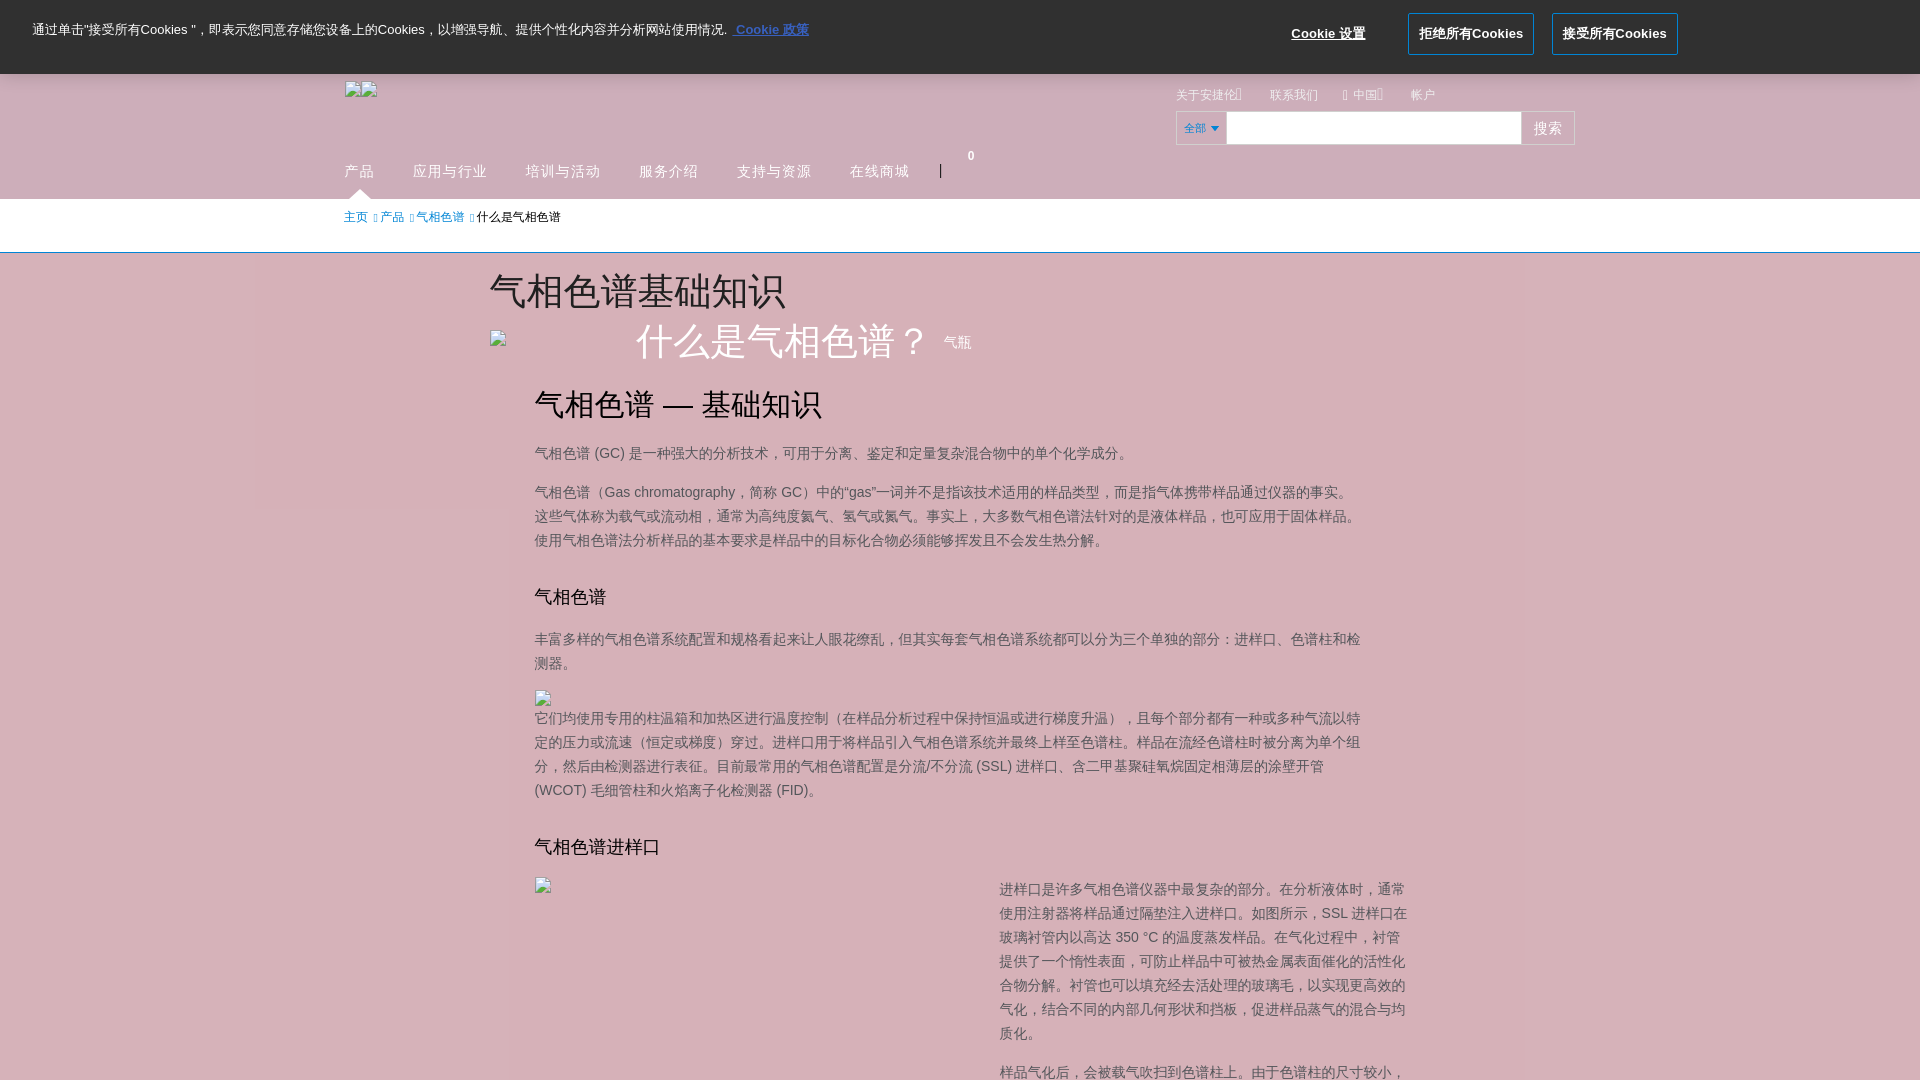 通过单击"接受所有Cookies "，即表示您同意存储您设备上的Cookies，以增强导航、提供个性化内容并分析网站使用情况. Cookie 政策
Cookie 设置
拒绝所有Cookies
接受所有Cookies
关于安捷伦 联系我们 中国 帐户
全部 搜索
0
产品 应用与行业 培训与活动 服务介绍 支持与资源 在线商城 |
主页 产品 气相色谱 什么是气相色谱
气相色谱基础知识
什么是气相色谱？ 气瓶
气相色谱 — 基础知识
气相色谱 (GC) 是一种强大的分析技术，可用于分离、鉴定和定量复杂混合物中的单个化学成分。
气相色谱（Gas chromatography，简称 GC）中的“gas”一词并不是指该技术适用的样品类型，而是指气体携带样品通过仪器的事实。
这些气体称为载气或流动相，通常为高纯度氦气、氢气或氮气。事实上，大多数气相色谱法针对的是液体样品，也可应用于固体样品。
使用气相色谱法分析样品的基本要求是样品中的目标化合物必须能够挥发且不会发生热分解。
气相色谱
丰富多样的气相色谱系统配置和规格看起来让人眼花缭乱，但其实每套气相色谱系统都可以分为三个单独的部分：进样口、色谱柱和检
测器。
它们均使用专用的柱温箱和加热区进行温度控制（在样品分析过程中保持恒温或进行梯度升温），且每个部分都有一种或多种气流以特
定的压力或流速（恒定或梯度）穿过。进样口用于将样品引入气相色谱系统并最终上样至色谱柱。样品在流经色谱柱时被分离为单个组
分，然后由检测器进行表征。目前最常用的气相色谱配置是分流/不分流 (SSL) 进样口、含二甲基聚硅氧烷固定相薄层的涂壁开管
(WCOT) 毛细管柱和火焰离子化检测器 (FID)。
气相色谱进样口
进样口是许多气相色谱仪器中最复杂的部分。在分析液体时，通常
使用注射器将样品通过隔垫注入进样口。如图所示，SSL 进样口在
玻璃衬管内以高达 350 °C 的温度蒸发样品。在气化过程中，衬管
提供了一个惰性表面，可防止样品中可被热金属表面催化的活性化
合物分解。衬管也可以填充经去活处理的玻璃毛，以实现更高效的
气化，结合不同的内部几何形状和挡板，促进样品蒸气的混合与均
质化。
样品气化后，会被载气吹扫到色谱柱上。由于色谱柱的尺寸较小，